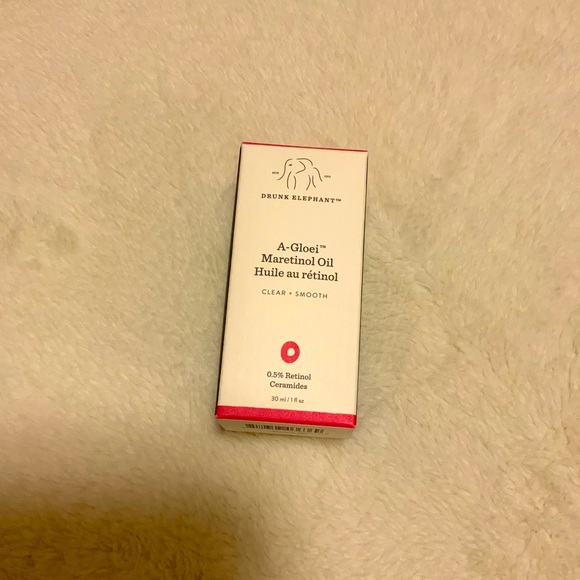 DRUNK ELEPHANT™
A-Gloei™
Maretinol Oil
Huile au rétinol
CLEAR + SMOOTH
0.5% Retinol
Ceramides
30 ml / 1 fl oz